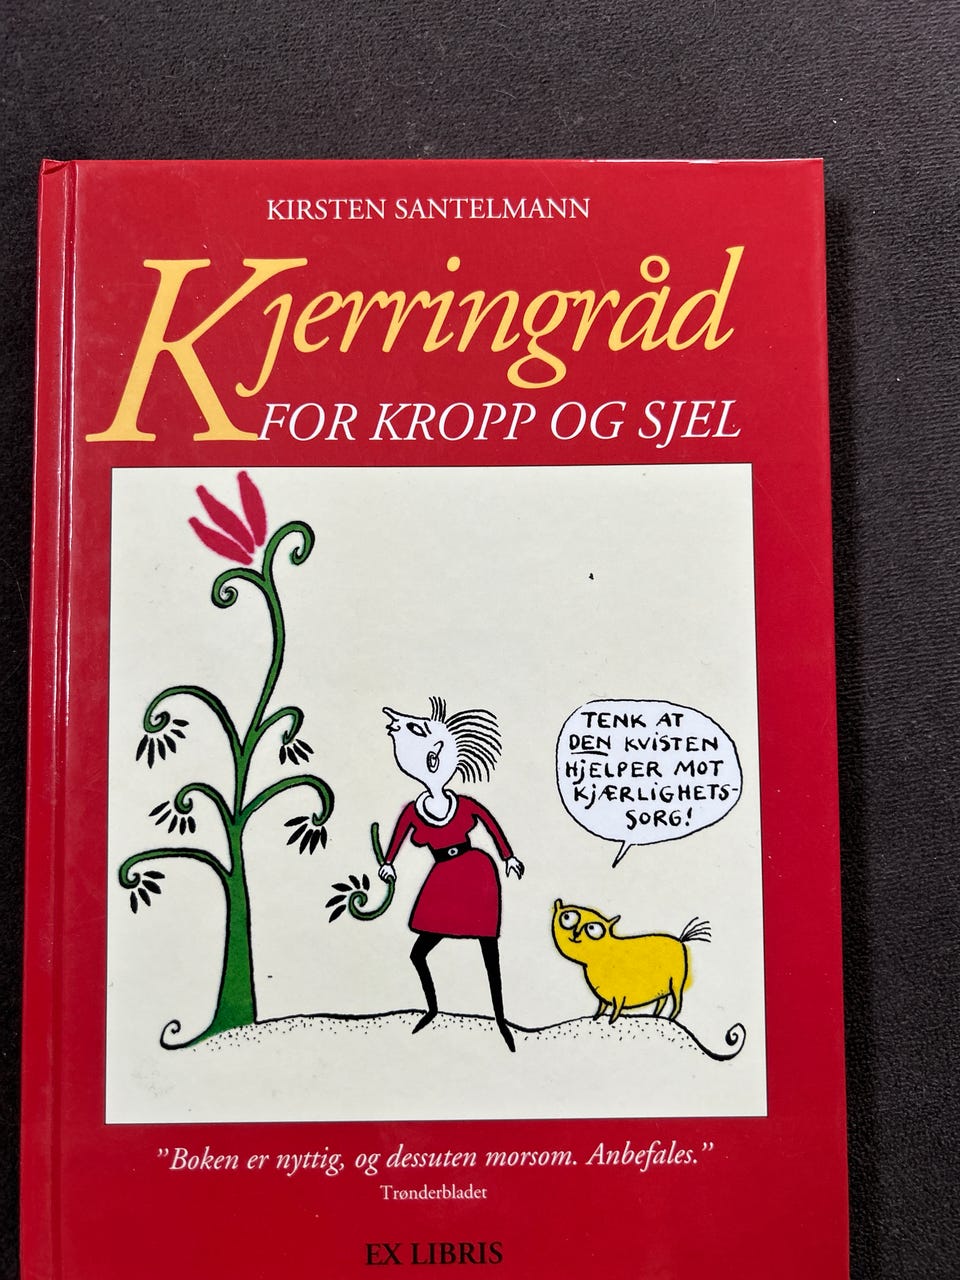 KIRSTEN SANTELMANN
Kjerringråd
FOR KROPP OG SJEL
TENK AT
DEN KVISTEN
HJELPER MOT
KJÆRLIGHETS-
SORG!
"Boken er nyttig, og dessuten morsom. Anbefales."
Trønderbladet
EX LIBRIS